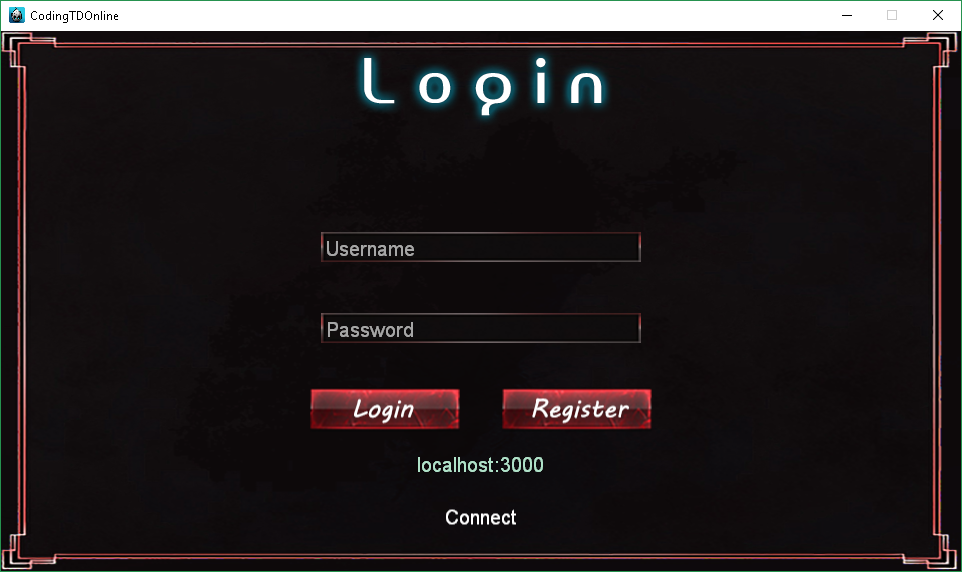 CodingTDOnline
Login
Username
Password
Login Register
localhost:3000
Connect